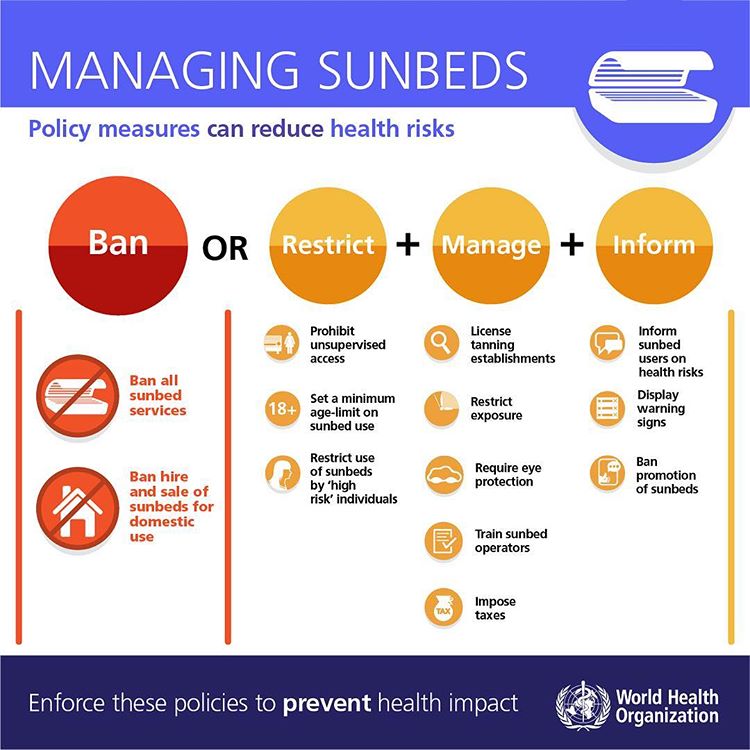 MANAGING SUNBEDS
Policy measures can reduce health risks
Ban
OR
Restrict
+
Manage
+
Inform
Ban all
sunbed
services
Ban hire
and sale of
sunbeds for
domestic
use
Prohibit
unsupervised
access
18+
Set a minimum
age-limit on
sunbed use
Restrict use
of sunbeds
by ‘high
risk’ individuals
License
tanning
establishments
Restrict
exposure
Require eye
protection
Train sunbed
operators
TAX
Impose
taxes
Inform
sunbed
users on
health risks
Display
warning
signs
Ban
promotion
of sunbeds
Enforce these policies to prevent health impact
World Health
Organization